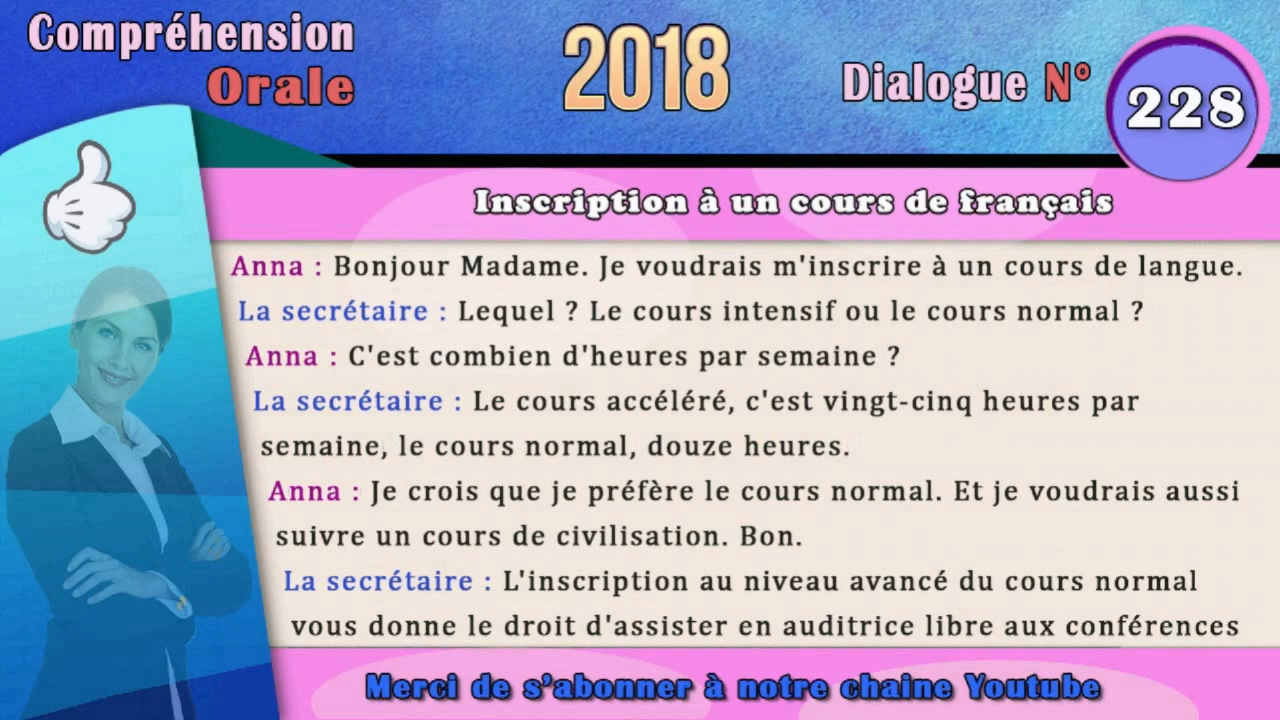 Compréhension
Orale
2018
Dialogue N°
228
Inscription à un cours de français
Anna : Bonjour Madame. Je voudrais m'inscrire à un cours de langue.
La secrétaire : Lequel ? Le cours intensif ou le cours normal ?
Anna : C'est combien d'heures par semaine ?
La secrétaire : Le cours accéléré, c'est vingt-cinq heures par
semaine, le cours normal, douze heures.
Anna : Je crois que je préfère le cours normal. Et je voudrais aussi
suivre un cours de civilisation. Bon.
La secrétaire : L'inscription au niveau avancé du cours normal
vous donne le droit d'assister en auditrice libre aux conférences
Merci de s'abonner à notre chaine Youtube